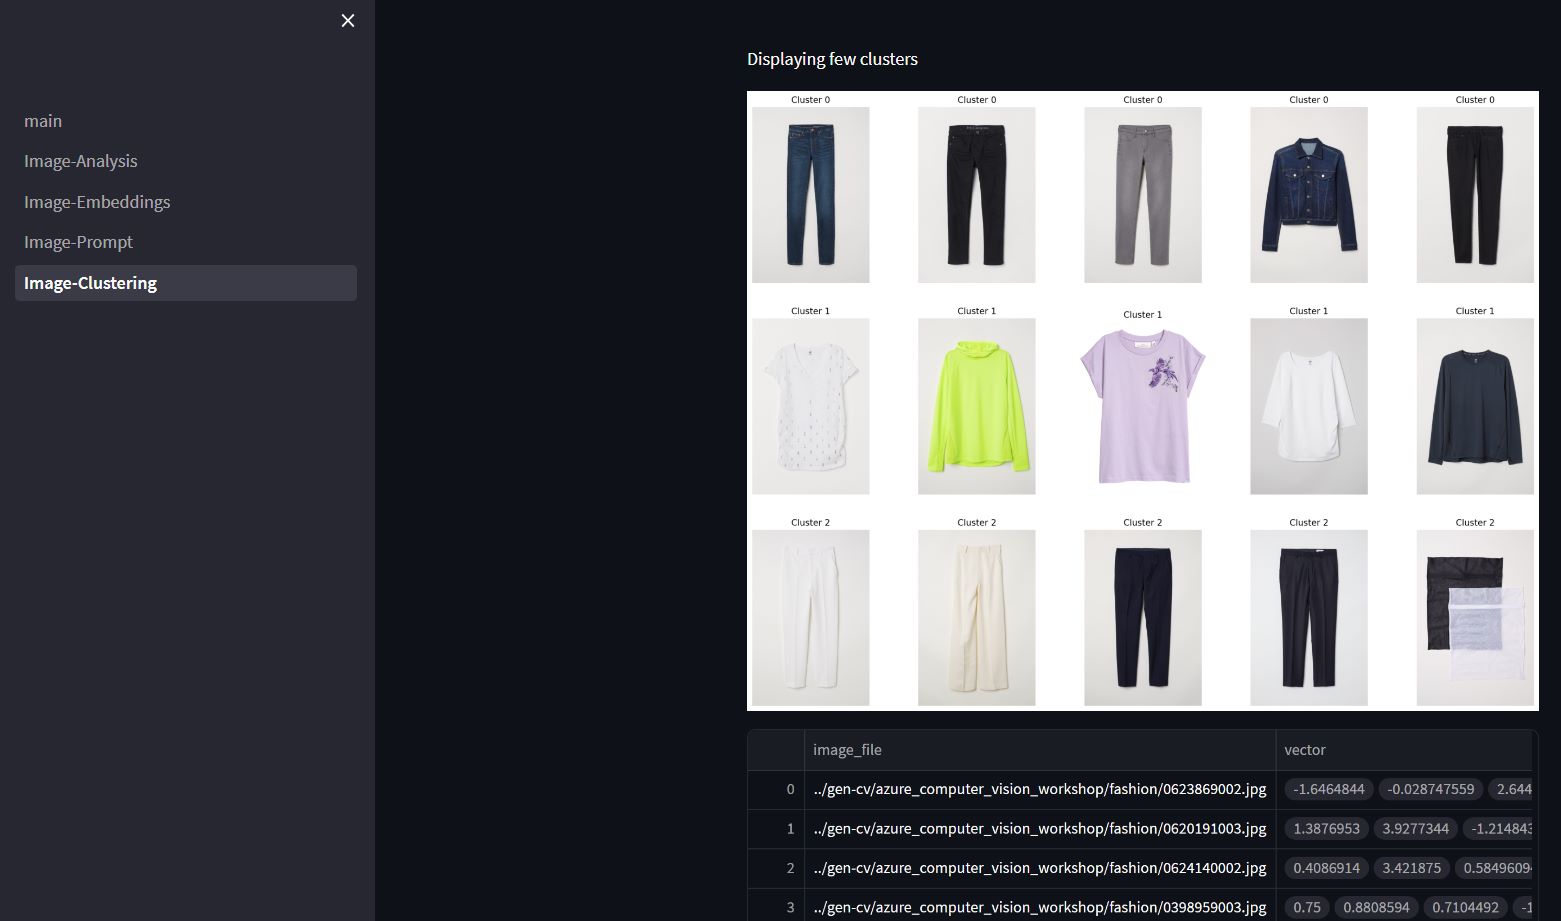 main
Image-Analysis
Image-Embeddings
Image-Prompt
Image-Clustering
Displaying few clusters
Cluster 0 Cluster 0 Cluster 0 Cluster 0 Cluster 0
Cluster 1 Cluster 1 Cluster 1 Cluster 1 Cluster 1
Cluster 2 Cluster 2 Cluster 2 Cluster 2 Cluster 2
image_file vector
0 ../gen-cv/azure_computer_vision_workshop/fashion/0623869002.jpg -1.6464844 -0.028747559 2.644
1 ../gen-cv/azure_computer_vision_workshop/fashion/0620191003.jpg 1.3876953 3.9277344 -1.214843
2 ../gen-cv/azure_computer_vision_workshop/fashion/0624140002.jpg 0.4086914 3.421875 0.5849609
3 ../gen-cv/azure_computer_vision_workshop/fashion/0398959003.jpg 0.75 0.8808594 0.7104492 -1